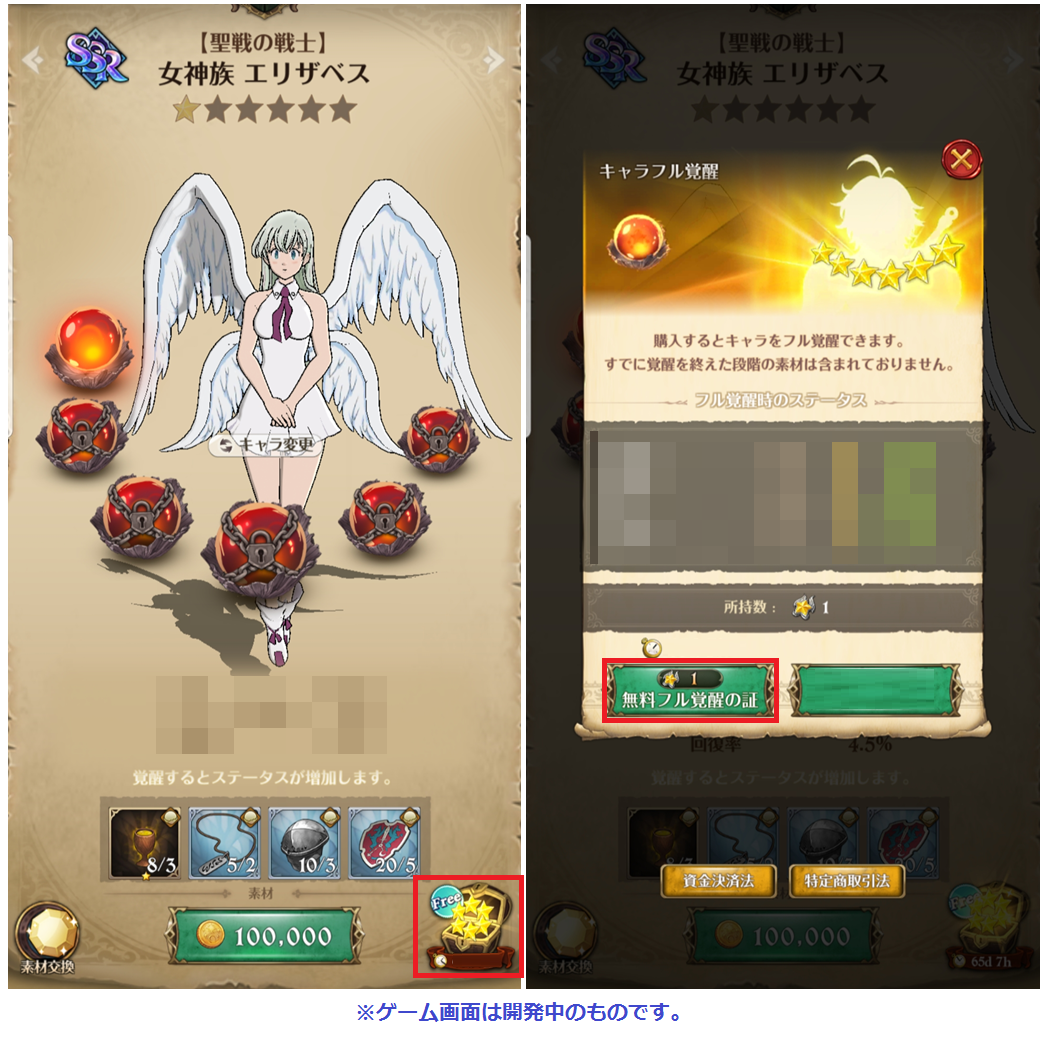 SSR
【聖戦の戦士】
女神族 エリザベス
キャラ変更
覚醒するとステータスが増加します。
8/3
5/2
10/3
20/5
素材
素材交換
100,000
Free
【聖戦の戦士】
女神族 エリザベス
キャラフル覚醒
購入するとキャラをフル覚醒できます。
すでに覚醒を終えた段階の素材は含まれておりません。
フル覚醒時のステータス
所持数： 1
1
無料フル覚醒の証
回復率 4.5%
覚醒するとステータスが増加します。
資金決済法
特定商取引法
素材交換
100,000
65d 7h
※ゲーム画面は開発中のものです。